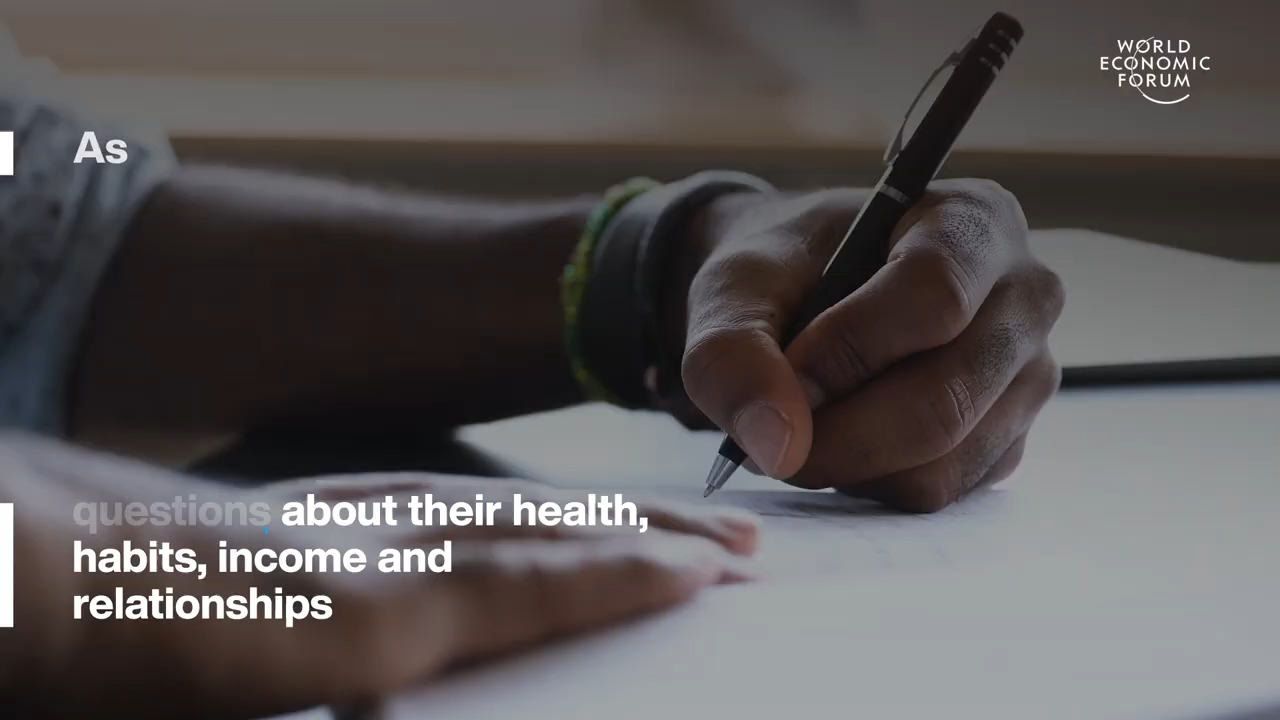 WORLD
ECONOMIC
FORUM
As
questions about their health,
habits, income and
relationships